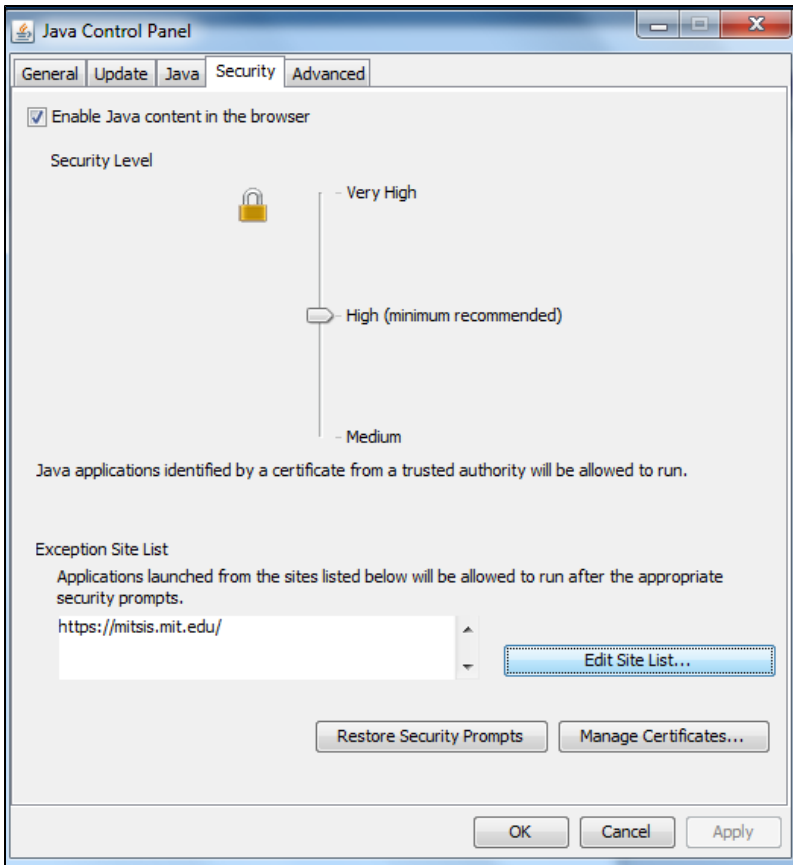 Java Control Panel
General Update Java Security Advanced
Enable Java content in the browser
Security Level
Very High
High (minimum recommended)
Medium
Java applications identified by a certificate from a trusted authority will be allowed to run.
Exception Site List
Applications launched from the sites listed below will be allowed to run after the appropriate
security prompts.
https://mitsis.mit.edu/
Edit Site List...
Restore Security Prompts Manage Certificates...
OK Cancel Apply